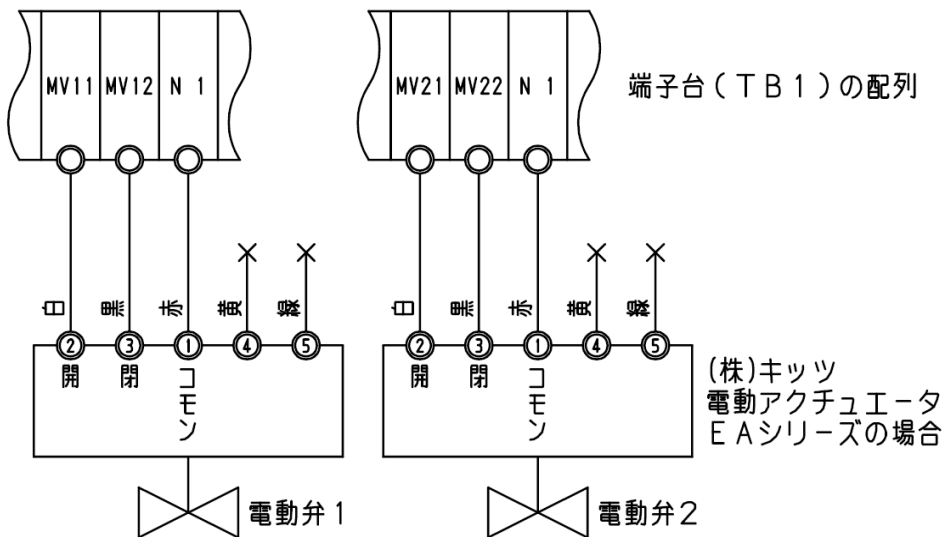 MV11 MV12 N 1
MV21 MV22 N 1
端子台(TB1)の配列
白 黒 赤 黄 緑
白 黒 赤 黄 緑
② ③ ① ④ ⑤
② ③ ① ④ ⑤
開 閉 コモン
開 閉 コモン
(株)キッツ
電動アクチュエータ
EAシリーズの場合
電動弁1
電動弁2